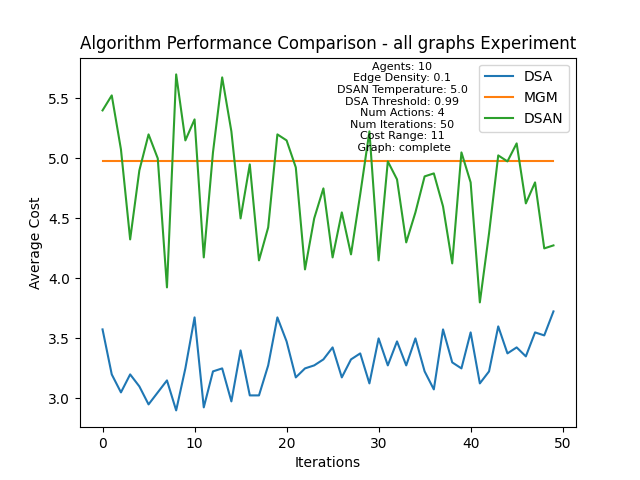 Algorithm Performance Comparison - all graphs Experiment
Agents: 10
Edge Density: 0.1
DSAN Temperature: 5.0
DSA Threshold: 0.99
Num Actions: 4
Num Iterations: 50
Cost Range: 11
Graph: complete
DSA
MGM
DSAN
Average Cost
5.5
5.0
4.5
4.0
3.5
3.0
0 10 20 30 40 50
Iterations